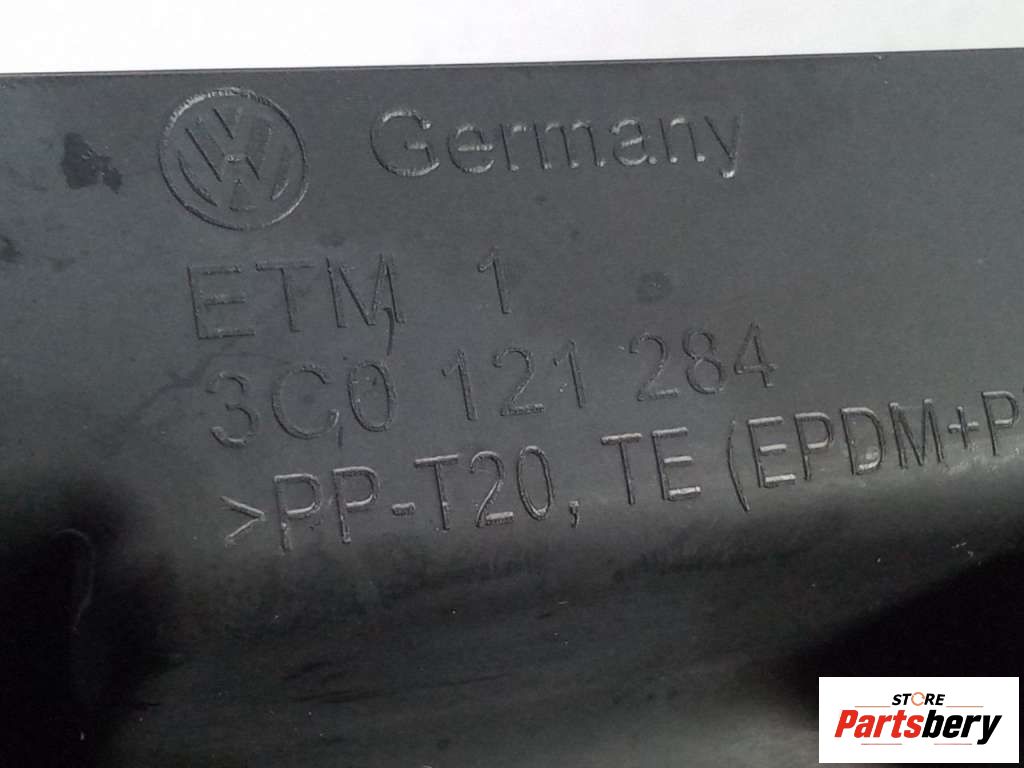 Germany
ETM 1
3C0 121 284
>PP-T20, TE (EPDM+P
STORE
Partsbery